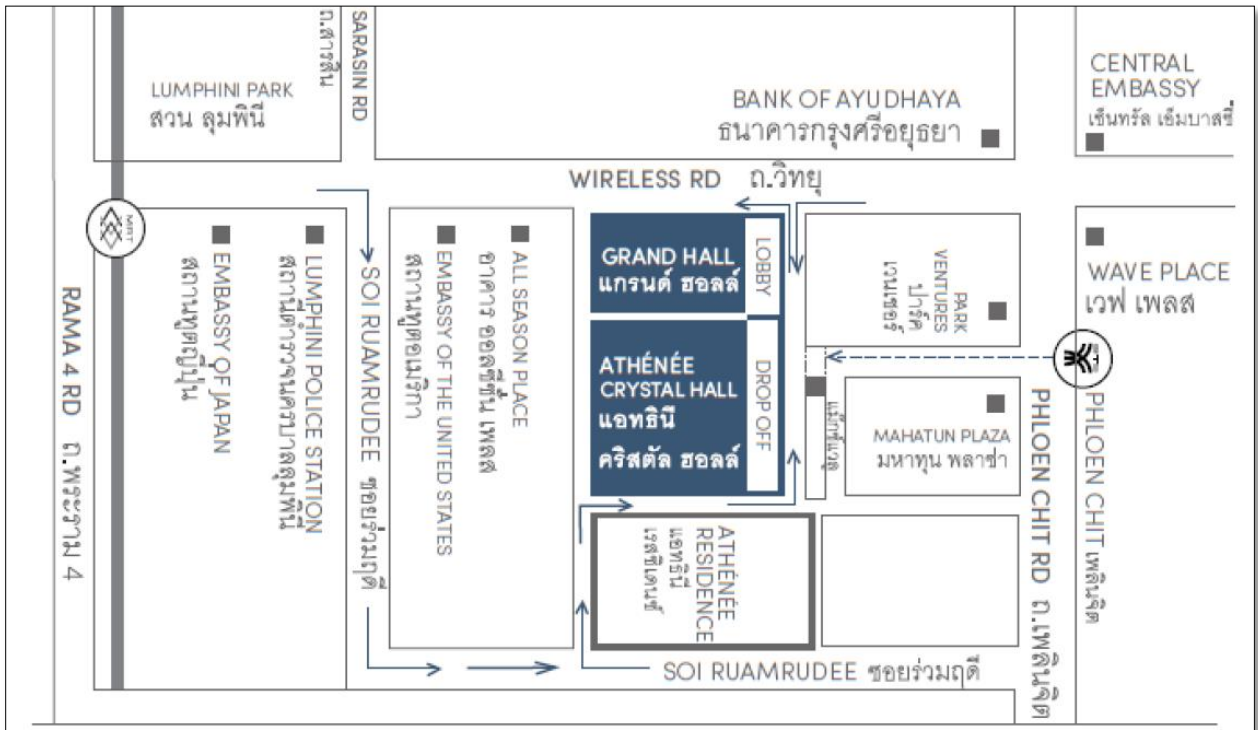 SARASIN RD
ถ.สารสิน
LUMPHINI PARK
สวน ลุมพินี
BANK OF AYUDHAYA
ธนาคารกรุงศรีอยุธยา
CENTRAL
EMBASSY
เซ็นทรัล เอ็มบาสซี่
WIRELESS RD ถ.วิทยุ
MRT
RAMA 4 RD ถ.พระราม 4
EMBASSY OF JAPAN
สถานทูตญี่ปุ่น
LUMPHINI POLICE STATION
สถานีตำรวจนครบาลลุมพินี
SOI RUAMRUDEE ซอยร่วมฤดี
EMBASSY OF THE UNITED STATES
สถานทูตอเมริกา
ALL SEASON PLACE
อาคาร ออลซีซั่น เพลส
GRAND HALL
แกรนด์ ฮอลล์
LOBBY
ATHÉNÉE
CRYSTAL HALL
แอทธินี
คริสตัล ฮอลล์
DROP OFF
PARK
VENTURES
ปาร์ค
เวนเชอร์
WAVE PLACE
เวฟ เพลส
แม็กซ์แวลู
MAHATUN PLAZA
มหาทุน พลาซ่า
PHLOEN CHIT RD ถ.เพลินจิต
PHLOEN CHIT เพลินจิต
ATHÉNÉE
RESIDENCE
แอทธินี
เรสซิเดนซ์
SOI RUAMRUDEE ซอยร่วมฤดี